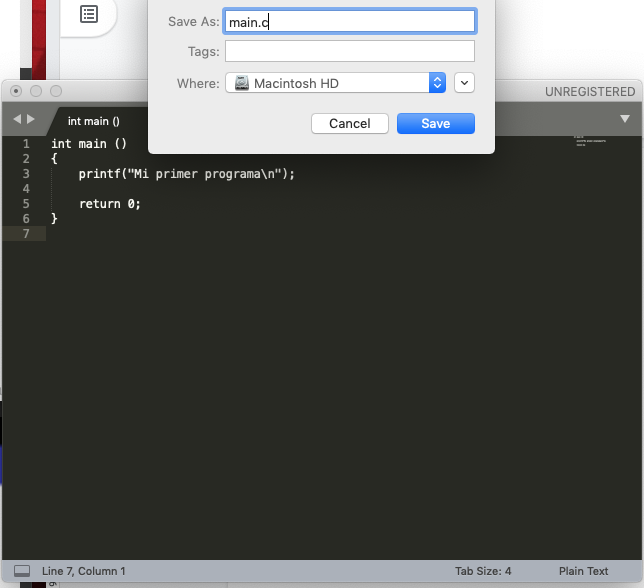 Save As: main.c
Tags:
Where: Macintosh HD
Cancel Save
UNREGISTERED
int main ()
1 int main ()
2 {
3     printf("Mi primer programa\n");
4
5     return 0;
6 }
7
Line 7, Column 1 Tab Size: 4 Plain Text